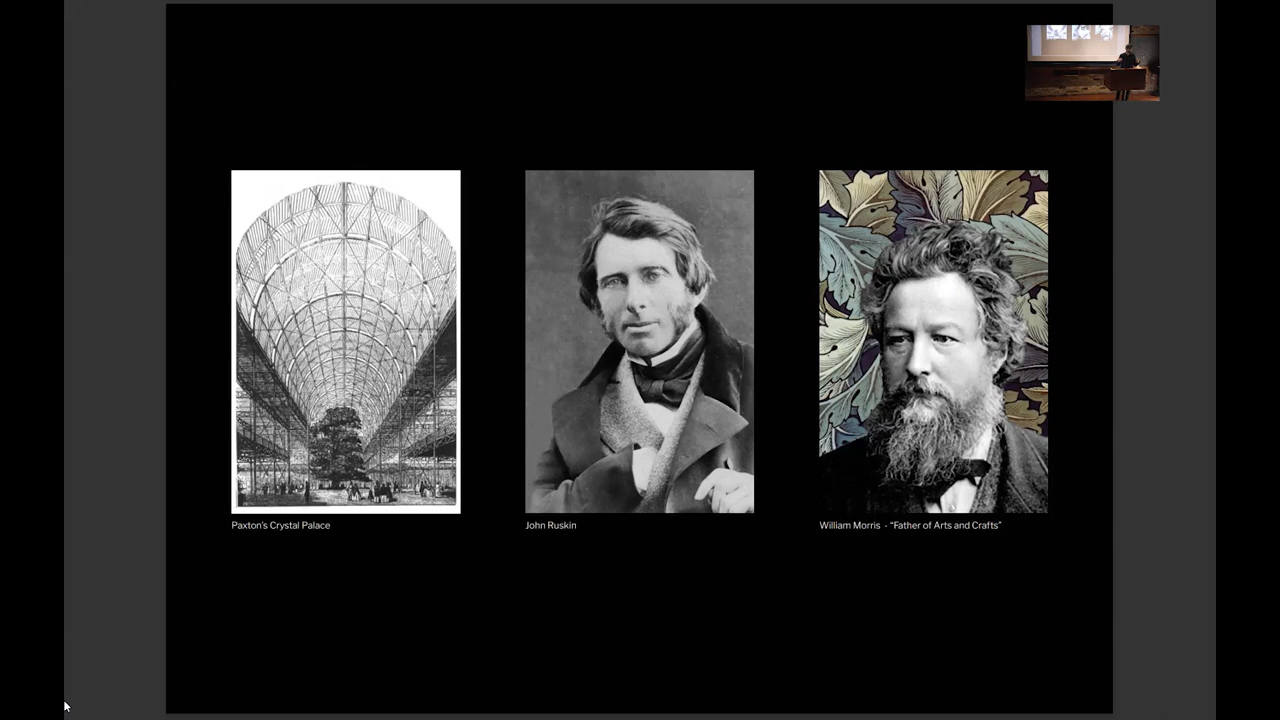 Paxton's Crystal Palace
John Ruskin
William Morris - “Father of Arts and Crafts”